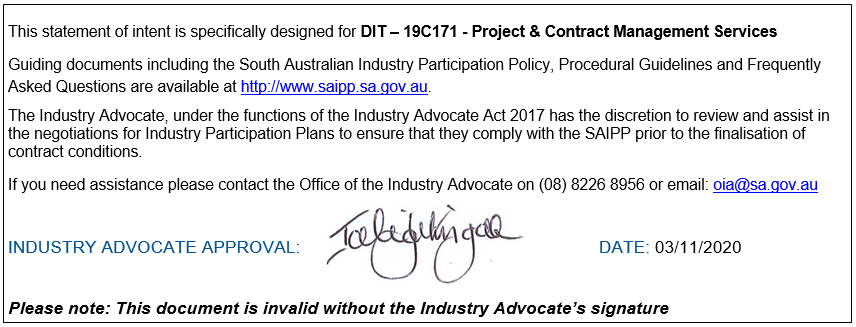 This statement of intent is specifically designed for DIT – 19C171 - Project & Contract Management Services
Guiding documents including the South Australian Industry Participation Policy, Procedural Guidelines and Frequently
Asked Questions are available at http://www.saipp.sa.gov.au.
The Industry Advocate, under the functions of the Industry Advocate Act 2017 has the discretion to review and assist in
the negotiations for Industry Participation Plans to ensure that they comply with the SAIPP prior to the finalisation of
contract conditions.
If you need assistance please contact the Office of the Industry Advocate on (08) 8226 8956 or email: oia@sa.gov.au
INDUSTRY ADVOCATE APPROVAL: DATE: 03/11/2020
Please note: This document is invalid without the Industry Advocate's signature